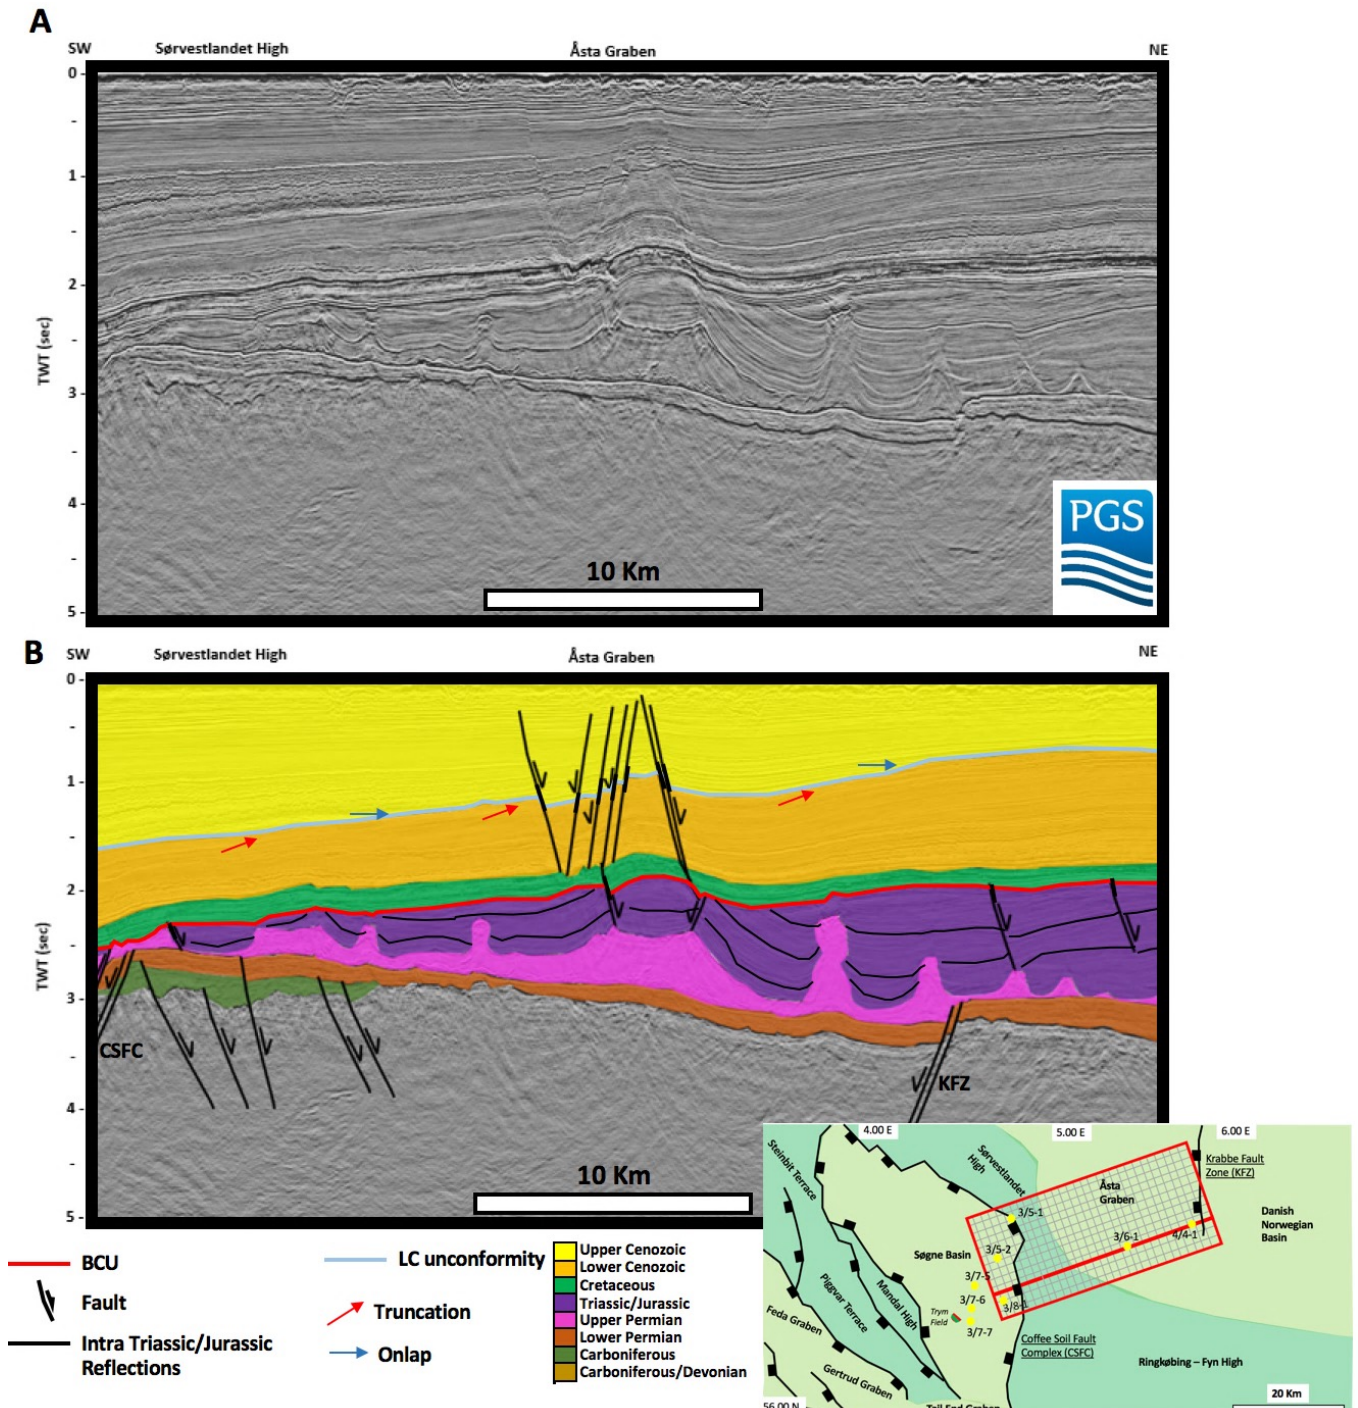 A
SW
Sørvestlandet High
Åsta Graben
NE
0 -
-
1 -
-
2 -
-
3 -
-
4 -
-
5 -
TWT (sec)
PGS
10 Km
B
SW
Sørvestlandet High
Åsta Graben
NE
0 -
-
1 -
-
2 -
-
3 -
-
4 -
-
5 -
TWT (sec)
CSFC
KFZ
10 Km
BCU
Fault
Intra Triassic/Jurassic
Reflections
LC unconformity
Truncation
Onlap
Upper Cenozoic
Lower Cenozoic
Cretaceous
Triassic/Jurassic
Upper Permian
Lower Permian
Carboniferous
Carboniferous/Devonian
4.00 E
5.00 E
6.00 E
Steinbit Terrace
Sørvestlandet
High
Krabbe Fault
Zone (KFZ)
Åsta
Graben
Danish
Norwegian
Basin
3/5-1
3/6-1
4/4-1
Søgne Basin
3/5-2
3/7-5
3/7-6
3/8-1
3/7-7
Piggvar Terrace
Mandal High
Trym
Field
Feda Graben
Coffee Soil Fault
Complex (CSFC)
Ringkøbing – Fyn High
Gertrud Graben
Tail End Graben
56.00 N
20 Km